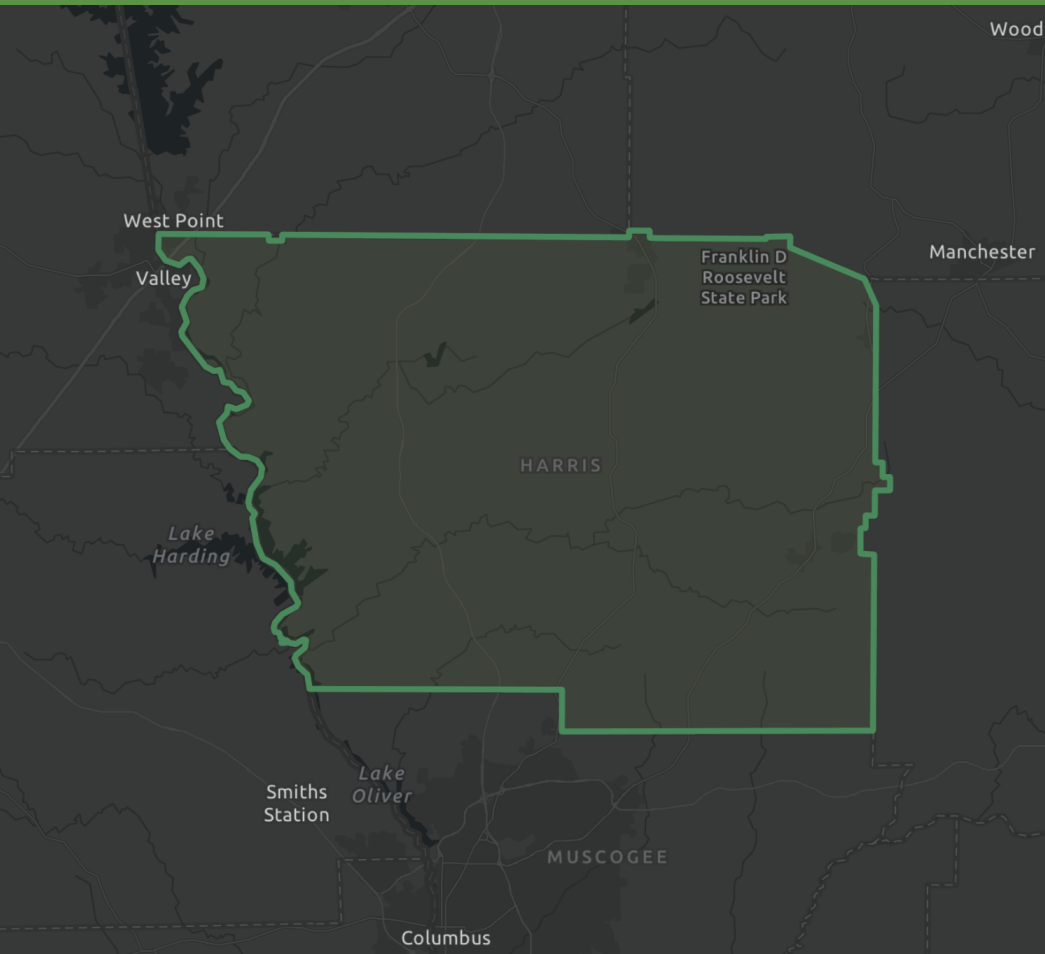 Wood
West Point
Manchester
Franklin D
Roosevelt
State Park
Valley
HARRIS
Lake
Harding
Lake
Oliver
Smiths
Station
MUSCOGEE
Columbus